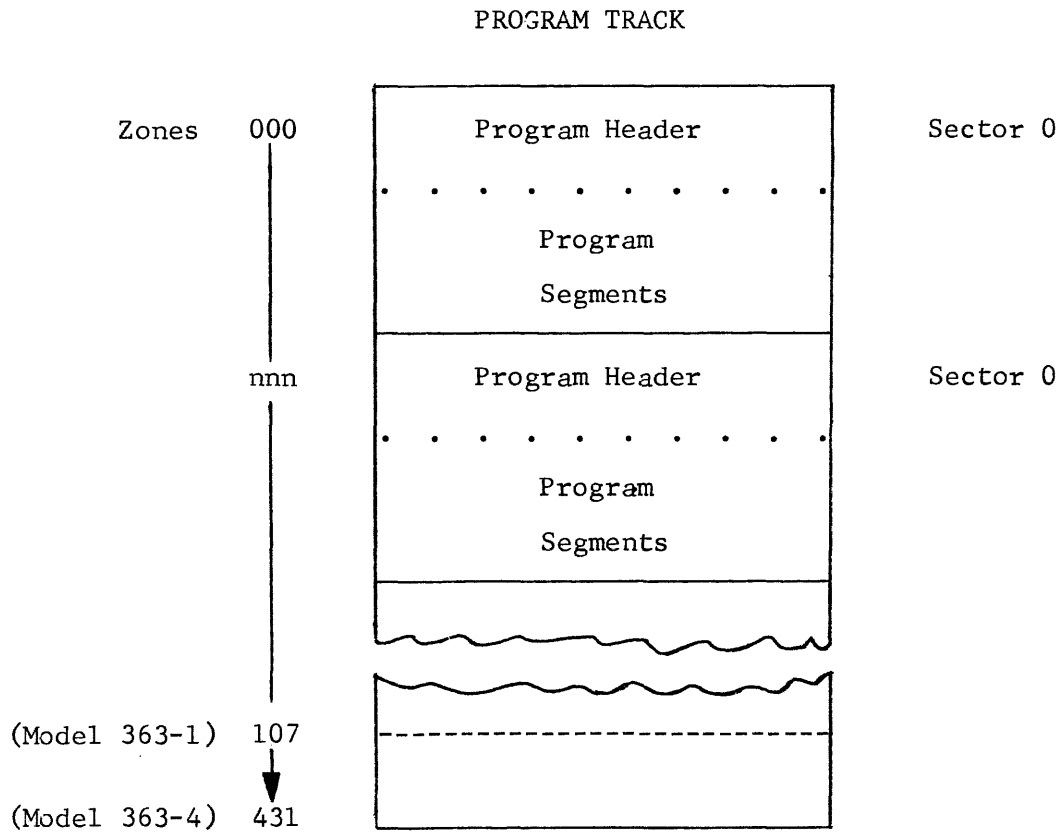 PROGRAM TRACK
Zones 000 Program Header Sector 0
Program
Segments
nnn Program Header Sector 0
Program
Segments
(Model 363-1) 107
(Model 363-4) 431